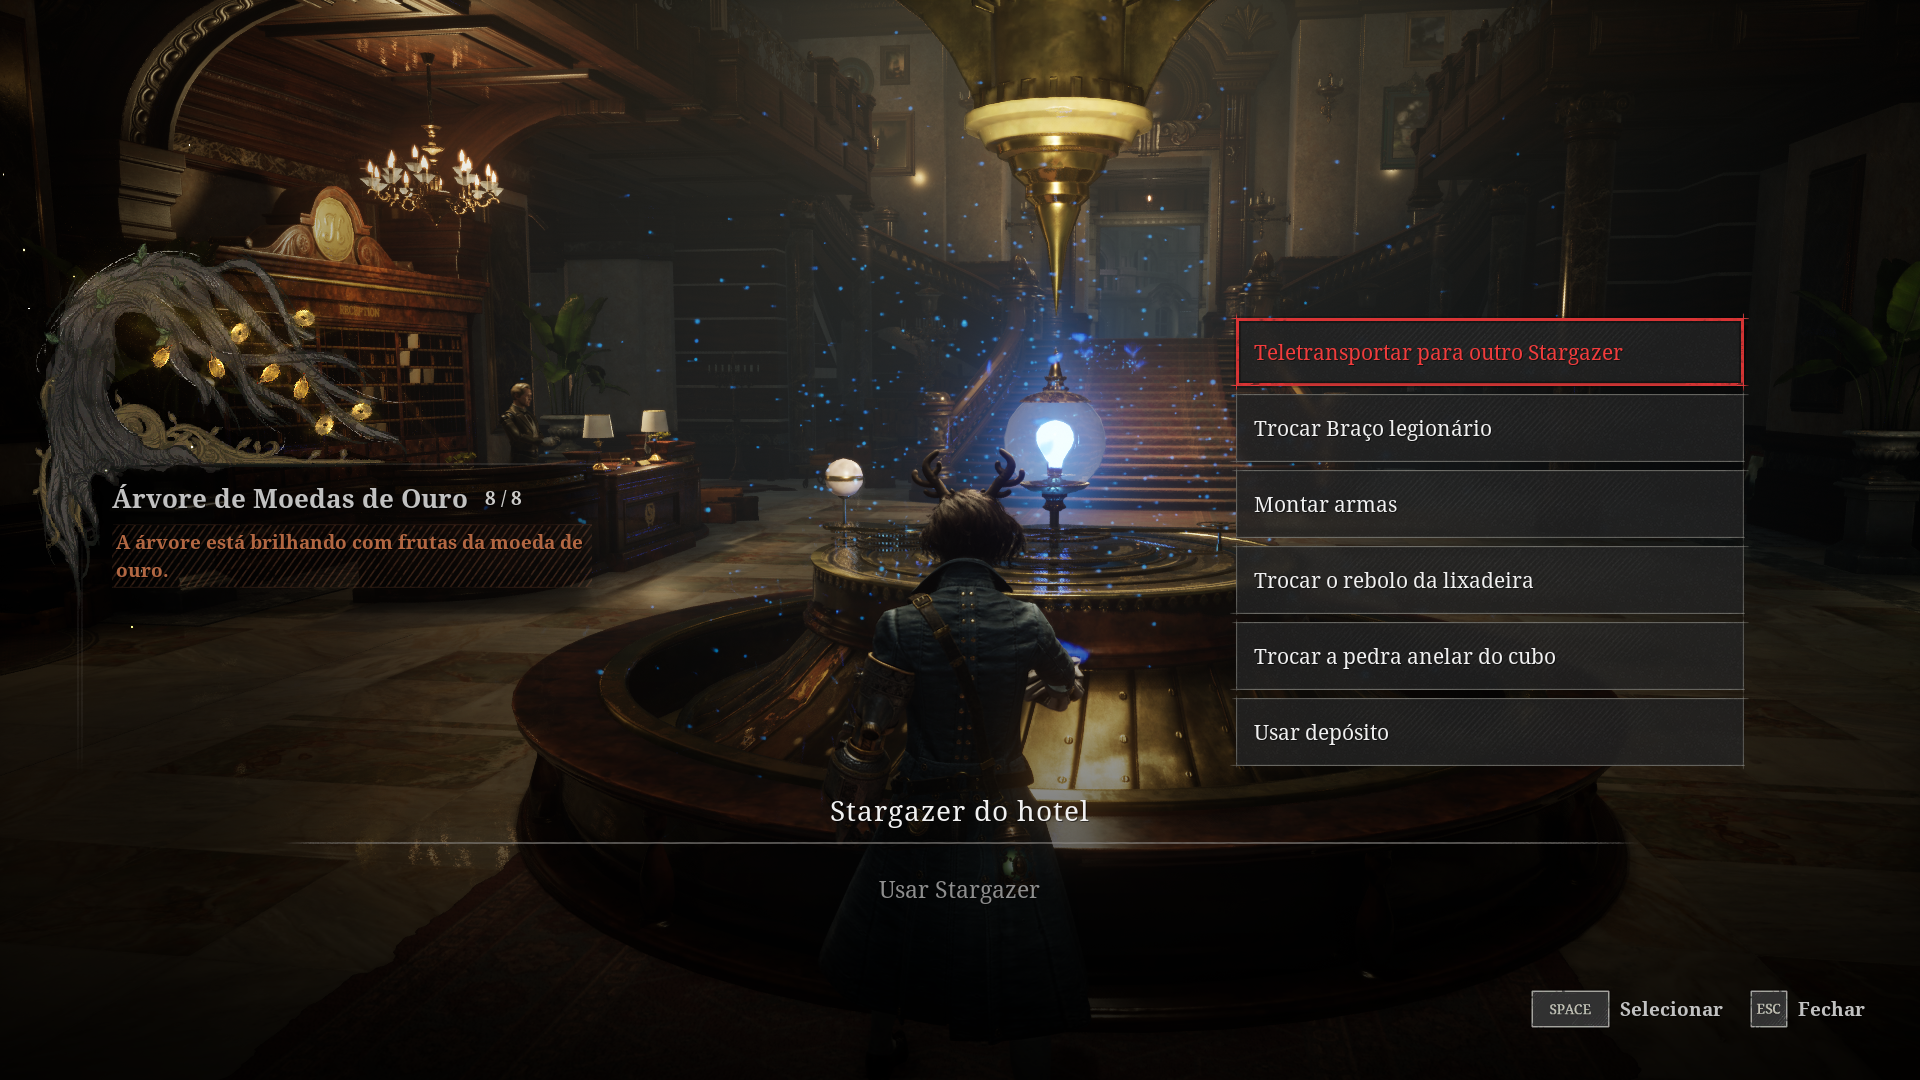 RECEPTION
Árvore de Moedas de Ouro 8 / 8
A árvore está brilhando com frutas da moeda de
ouro.
Teletransportar para outro Stargazer
Trocar Braço legionário
Montar armas
Trocar o rebolo da lixadeira
Trocar a pedra anelar do cubo
Usar depósito
Stargazer do hotel
Usar Stargazer
SPACE Selecionar ESC Fechar